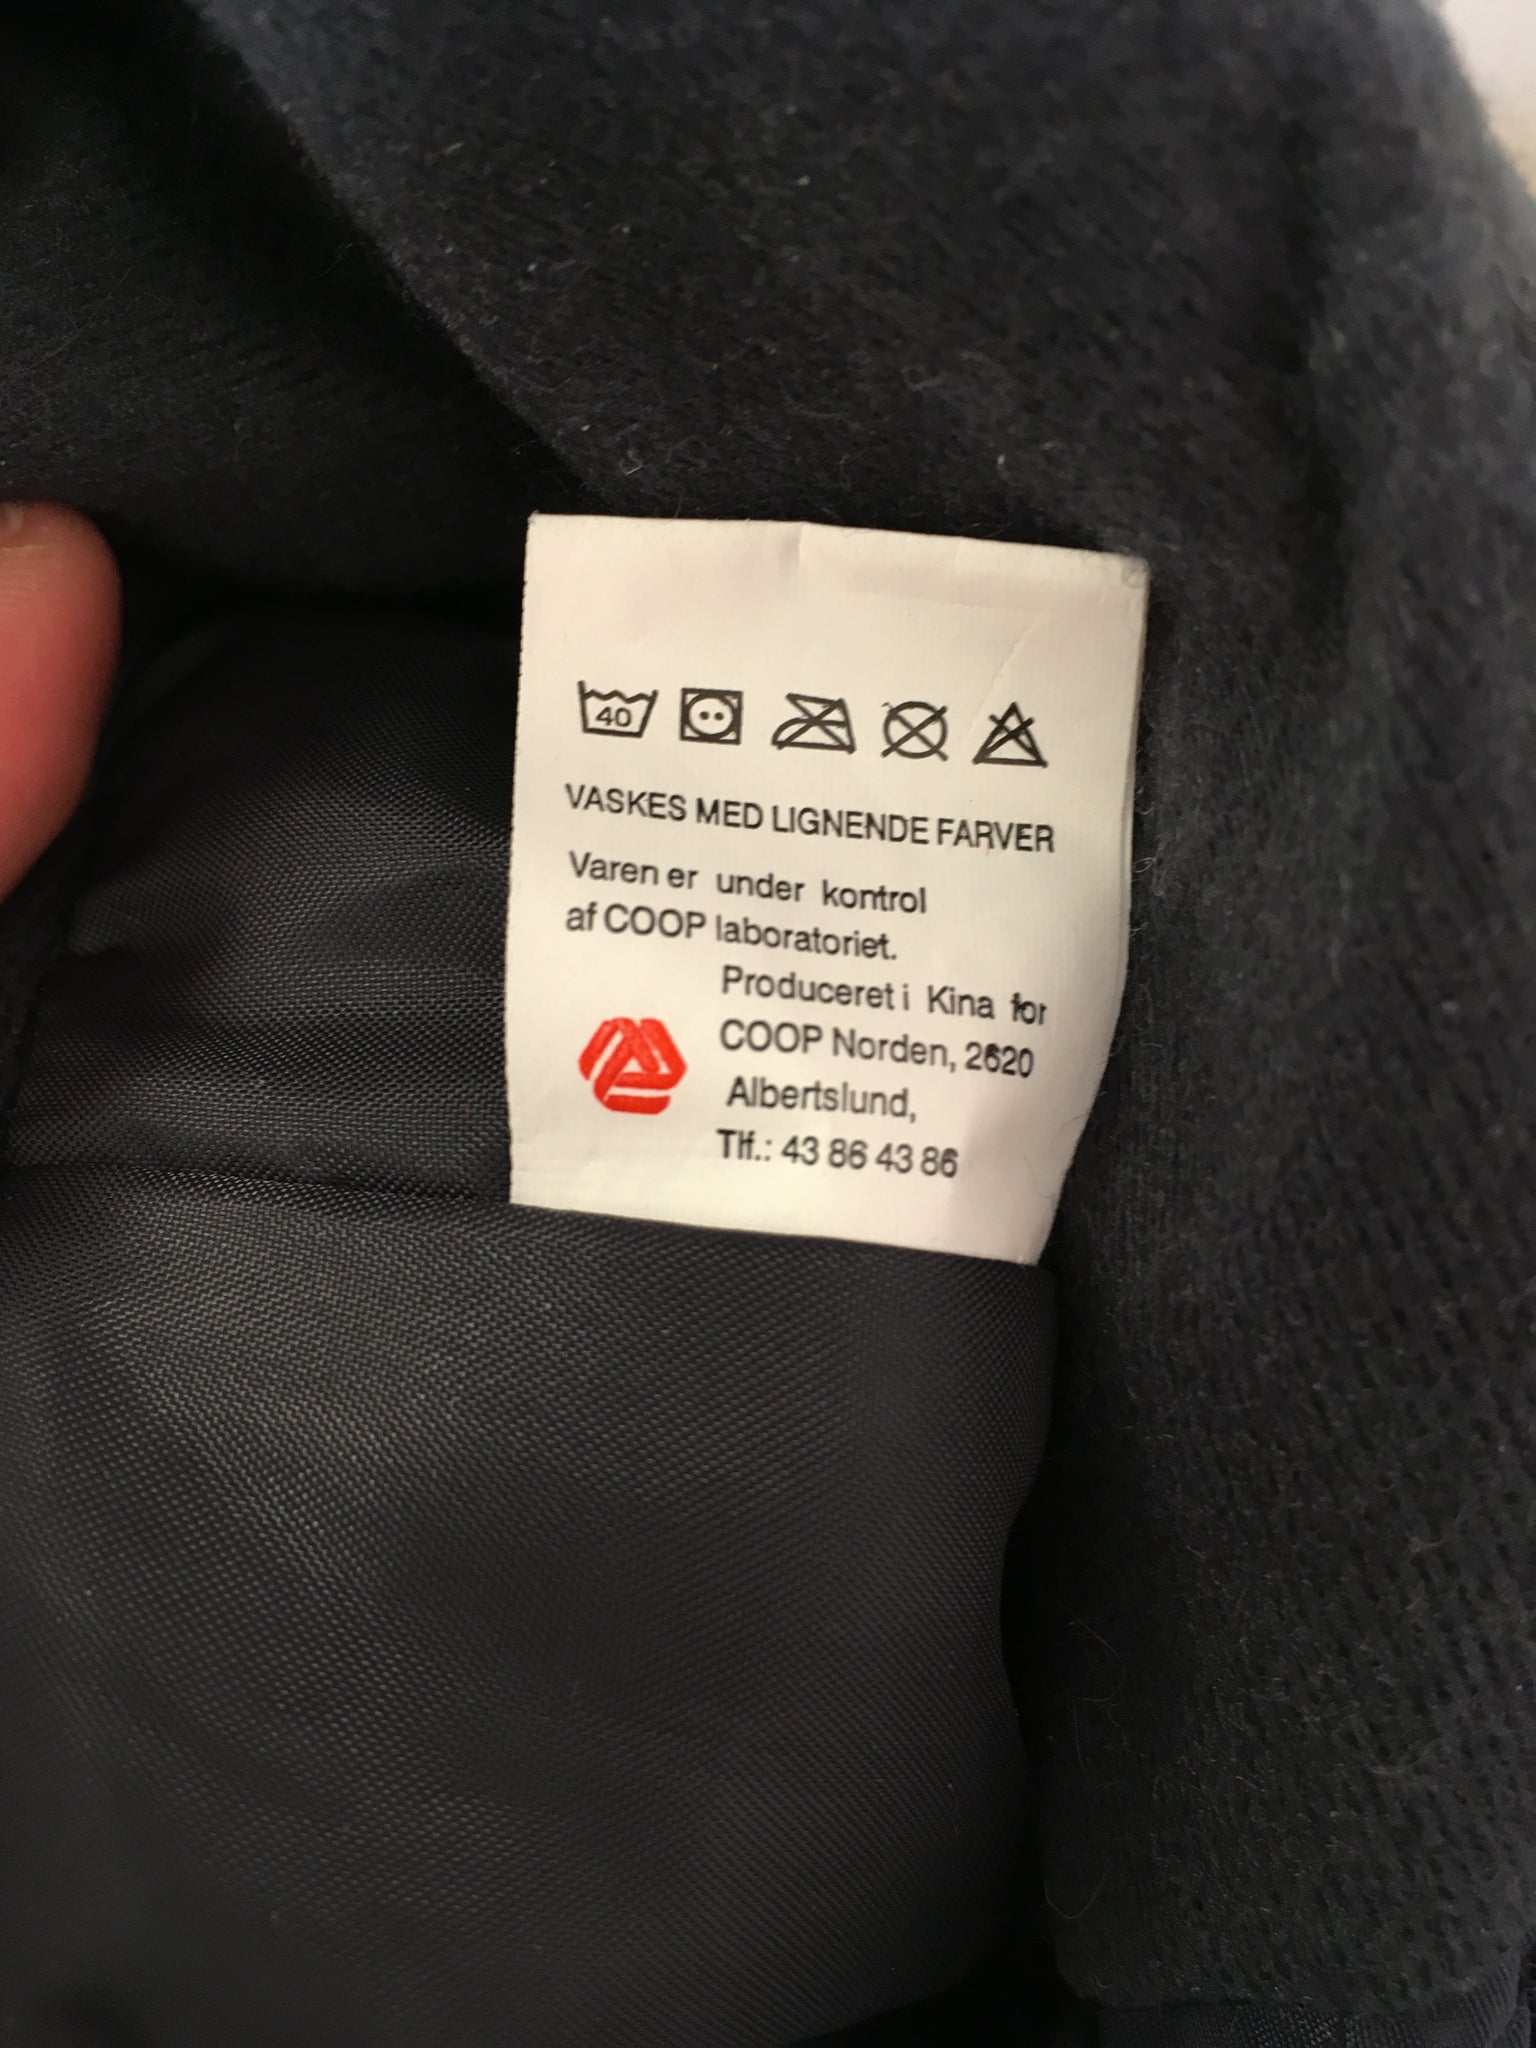 40
VASKES MED LIGNENDE FARVER
Varen er under kontrol
af COOP laboratoriet.
Produceret i Kina for
COOP Norden, 2620
Albertslund,
Tlf.: 43 86 43 86